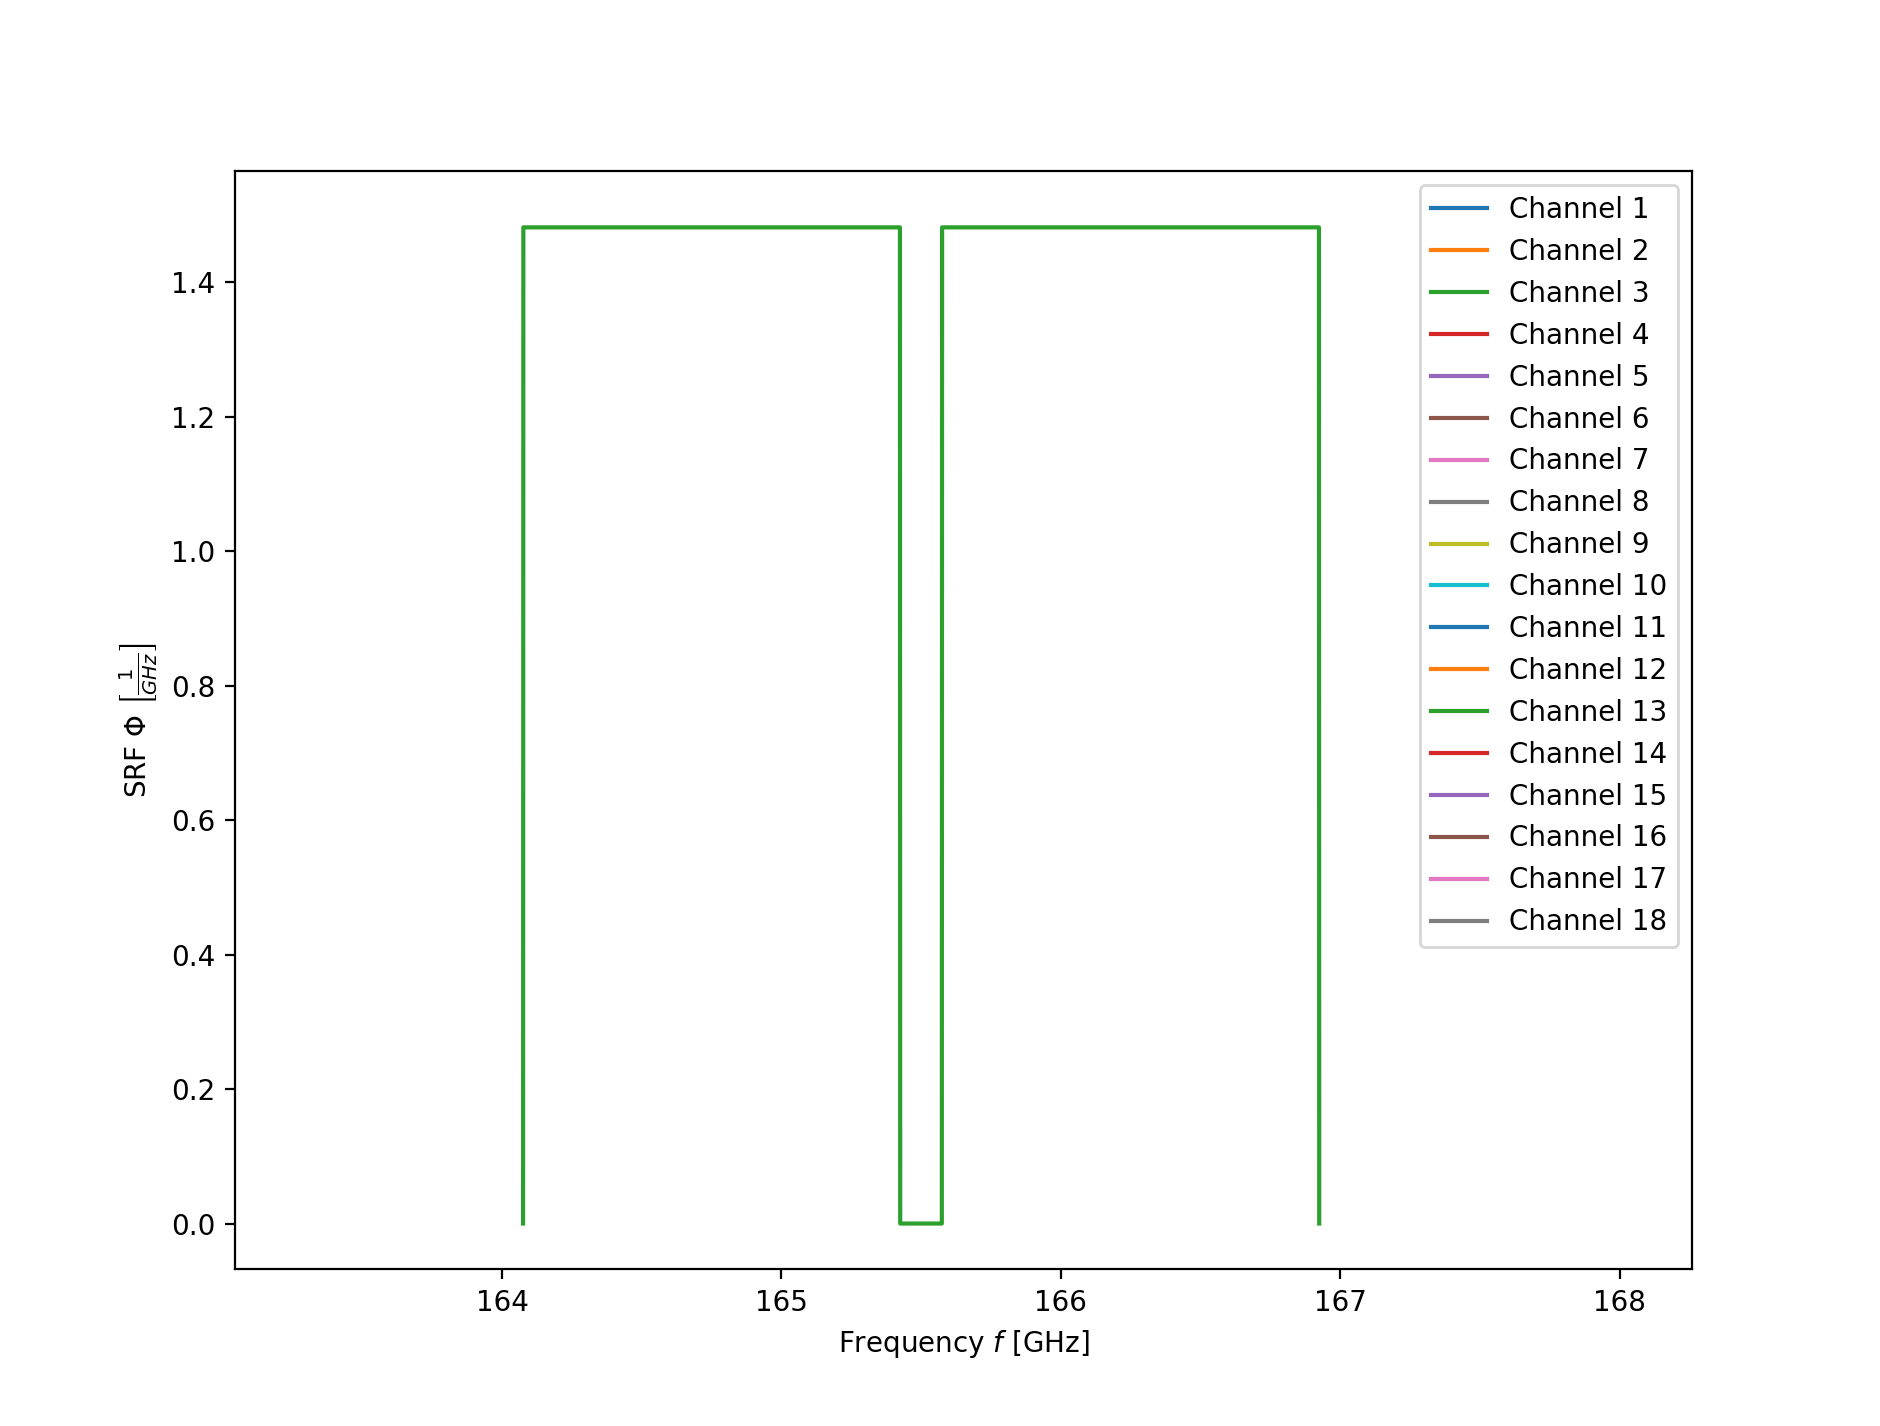 Channel 1
Channel 2
Channel 3
Channel 4
Channel 5
Channel 6
Channel 7
Channel 8
Channel 9
Channel 10
Channel 11
Channel 12
Channel 13
Channel 14
Channel 15
Channel 16
Channel 17
Channel 18
1.4
1.2
1.0
0.8
0.6
0.4
0.2
0.0
SRF Φ [1/GHz]
164 165 166 167 168
Frequency f [GHz]